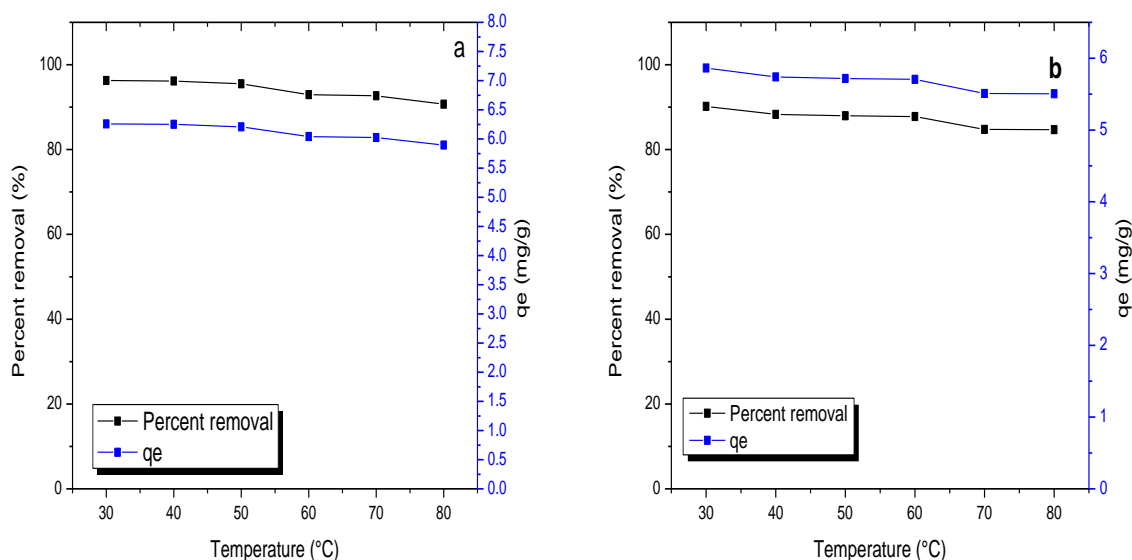 a
100
80
60
40
20
0
Percent removal (%)
8.0
7.5
7.0
6.5
6.0
5.5
5.0
4.5
4.0
3.5
3.0
2.5
2.0
1.5
1.0
0.5
0.0
qe (mg/g)
Percent removal
qe
30 40 50 60 70 80
Temperature (°C)
b
100
80
60
40
20
0
Percent removal (%)
6
5
4
3
2
1
0
qe (mg/g)
Percent removal
qe
30 40 50 60 70 80
Temperature (°C)